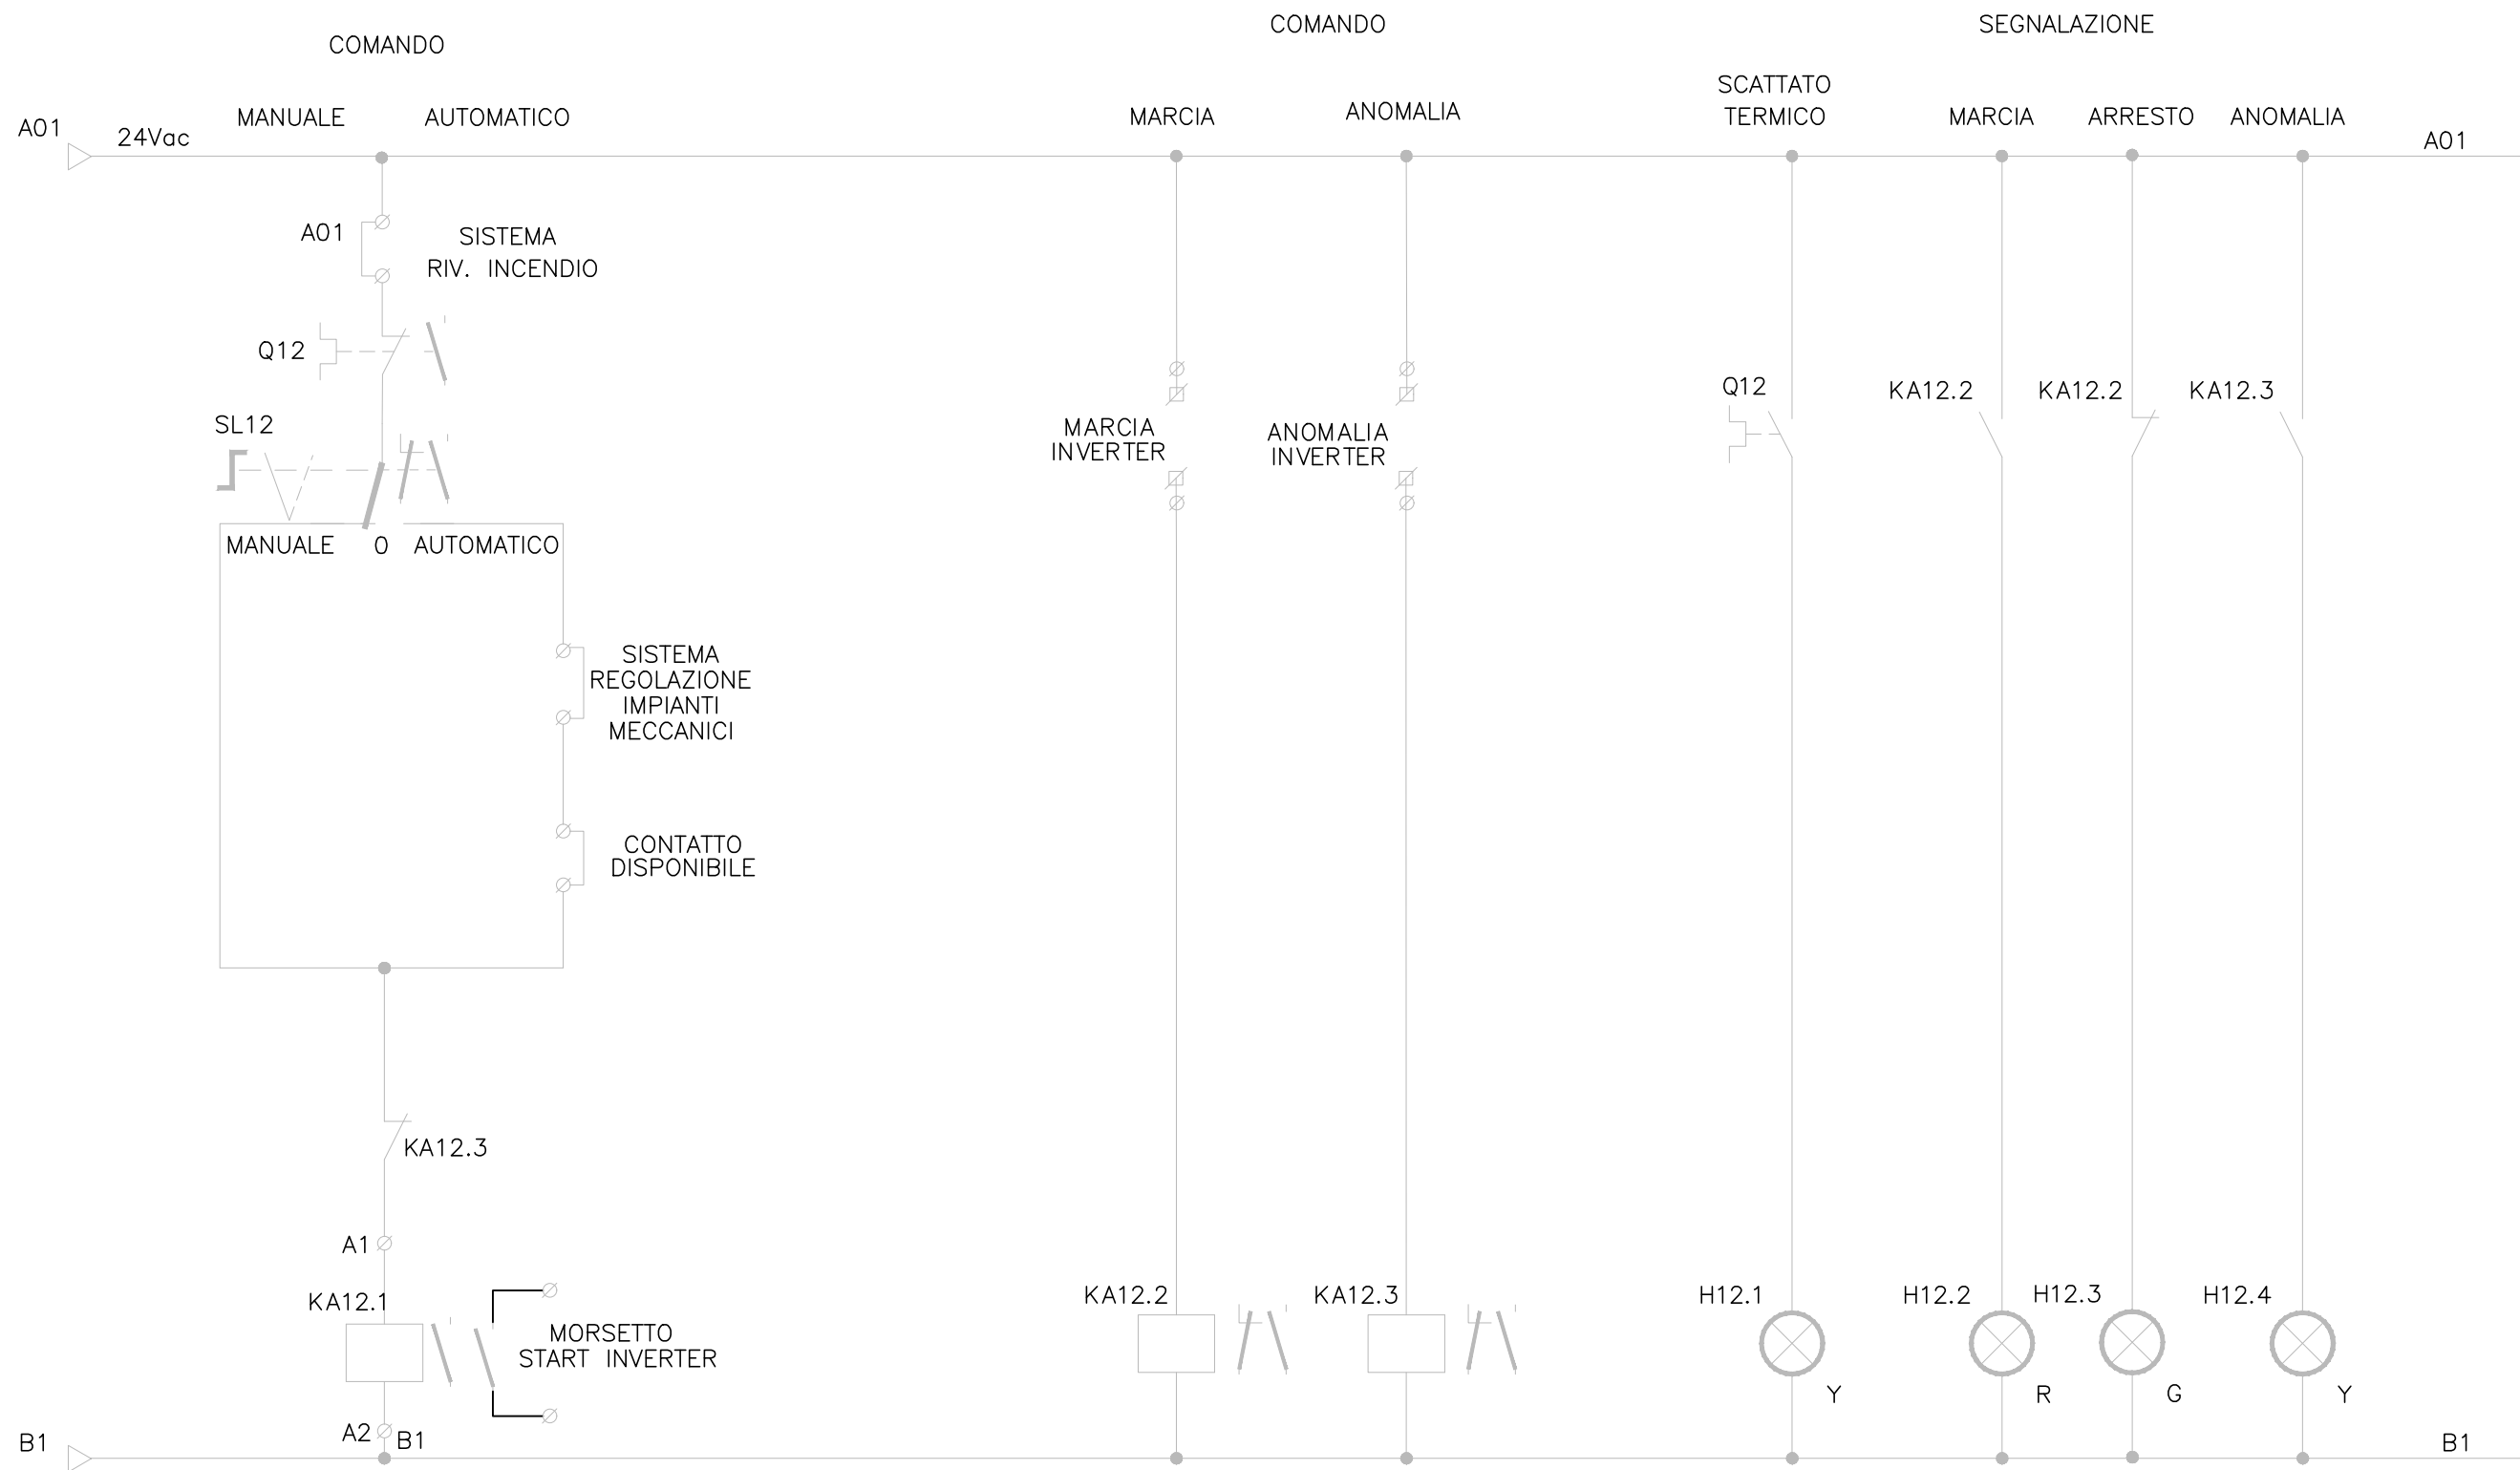 COMANDO
COMANDO
SEGNALAZIONE
MANUALE
AUTOMATICO
MARCIA
ANOMALIA
SCATTATO
TERMICO
MARCIA
ARRESTO
ANOMALIA
A01
24Vac
A01
A01
SISTEMA
RIV. INCENDIO
Q12
SL12
MANUALE
0
AUTOMATICO
MARCIA
INVERTER
ANOMALIA
INVERTER
Q12
KA12.2
KA12.2
KA12.3
SISTEMA
REGOLAZIONE
IMPIANTI
MECCANICI
CONTATTO
DISPONIBILE
KA12.3
A1
KA12.1
MORSETTO
START INVERTER
A2
B1
KA12.2
KA12.3
H12.1
H12.2
H12.3
H12.4
Y
R
G
Y
B1
B1